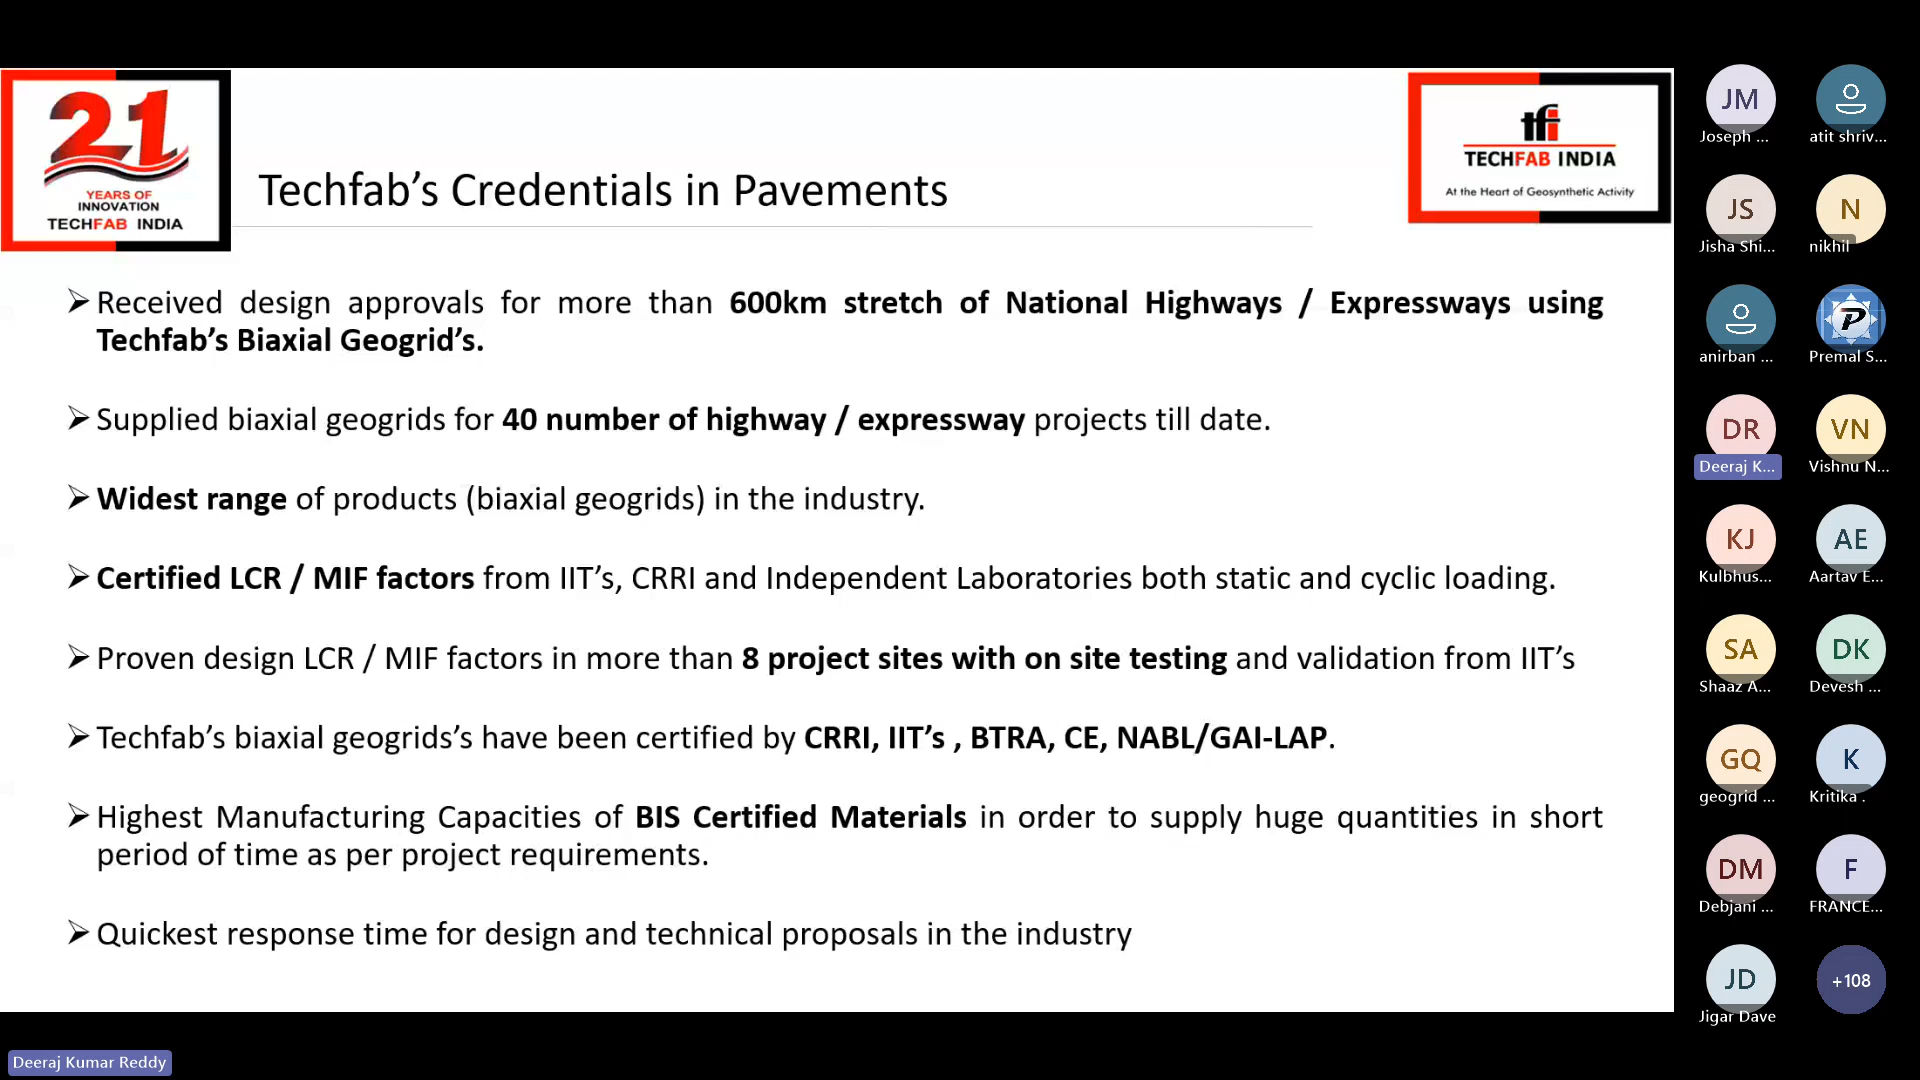 21
YEARS OF
INNOVATION
TECHFAB INDIA
Techfab’s Credentials in Pavements
tfi
TECHFAB INDIA
At the Heart of Geosynthetic Activity
Received design approvals for more than 600km stretch of National Highways / Expressways using
Techfab’s Biaxial Geogrid’s.
Supplied biaxial geogrids for 40 number of highway / expressway projects till date.
Widest range of products (biaxial geogrids) in the industry.
Certified LCR / MIF factors from IIT’s, CRRI and Independent Laboratories both static and cyclic loading.
Proven design LCR / MIF factors in more than 8 project sites with on site testing and validation from IIT’s
Techfab’s biaxial geogrids’s have been certified by CRRI, IIT’s , BTRA, CE, NABL/GAI-LAP.
Highest Manufacturing Capacities of BIS Certified Materials in order to supply huge quantities in short
period of time as per project requirements.
Quickest response time for design and technical proposals in the industry
JM
Joseph ...
atit shriv...
JS
Jisha Shi...
N
nikhil
anirban ...
P
Premal S...
DR
Deeraj K...
VN
Vishnu N...
KJ
Kulbhus...
AE
Aartav E...
SA
Shaaz A...
DK
Devesh ...
GQ
geogrid ...
K
Kritika .
DM
Debjani ...
F
FRANCE...
JD
Jigar Dave
+108
Deeraj Kumar Reddy